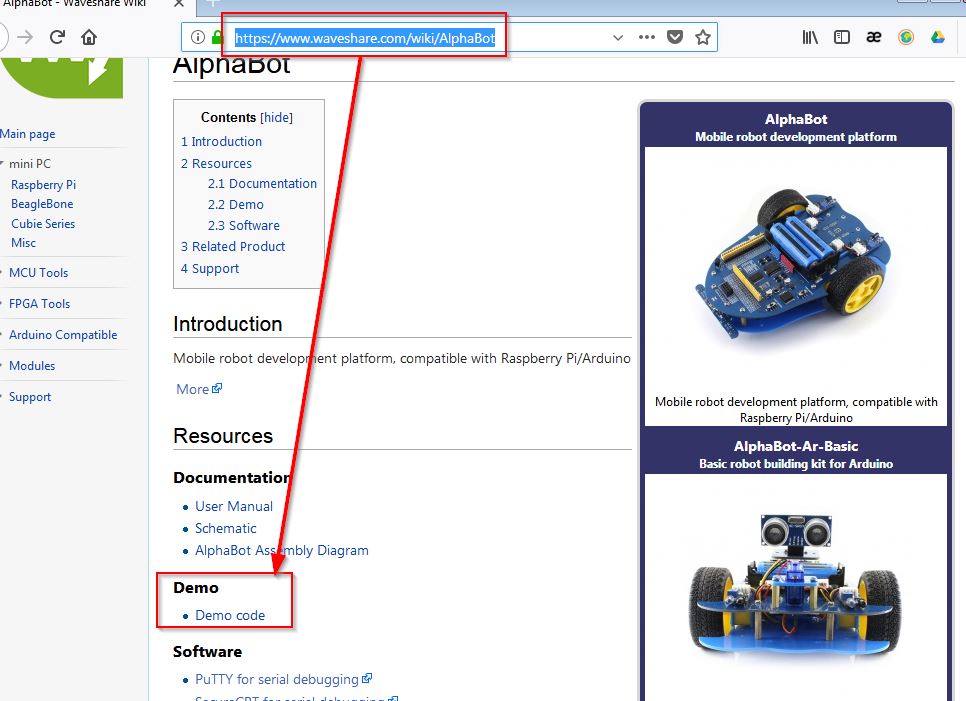 AlphaBot - Waveshare Wiki
https://www.waveshare.com/wiki/AlphaBot
AlphaBot
Main page
mini PC
Raspberry Pi
BeagleBone
Cubie Series
Misc
MCU Tools
FPGA Tools
Arduino Compatible
Modules
Support
Contents [hide]
1 Introduction
2 Resources
2.1 Documentation
2.2 Demo
2.3 Software
3 Related Product
4 Support
Introduction
Mobile robot development platform, compatible with Raspberry Pi/Arduino
More
Resources
Documentation
User Manual
Schematic
AlphaBot Assembly Diagram
Demo
Demo code
Software
PuTTY for serial debugging
SecureCRT for serial debugging
AlphaBot
Mobile robot development platform
Mobile robot development platform, compatible with
Raspberry Pi/Arduino
AlphaBot-Ar-Basic
Basic robot building kit for Arduino